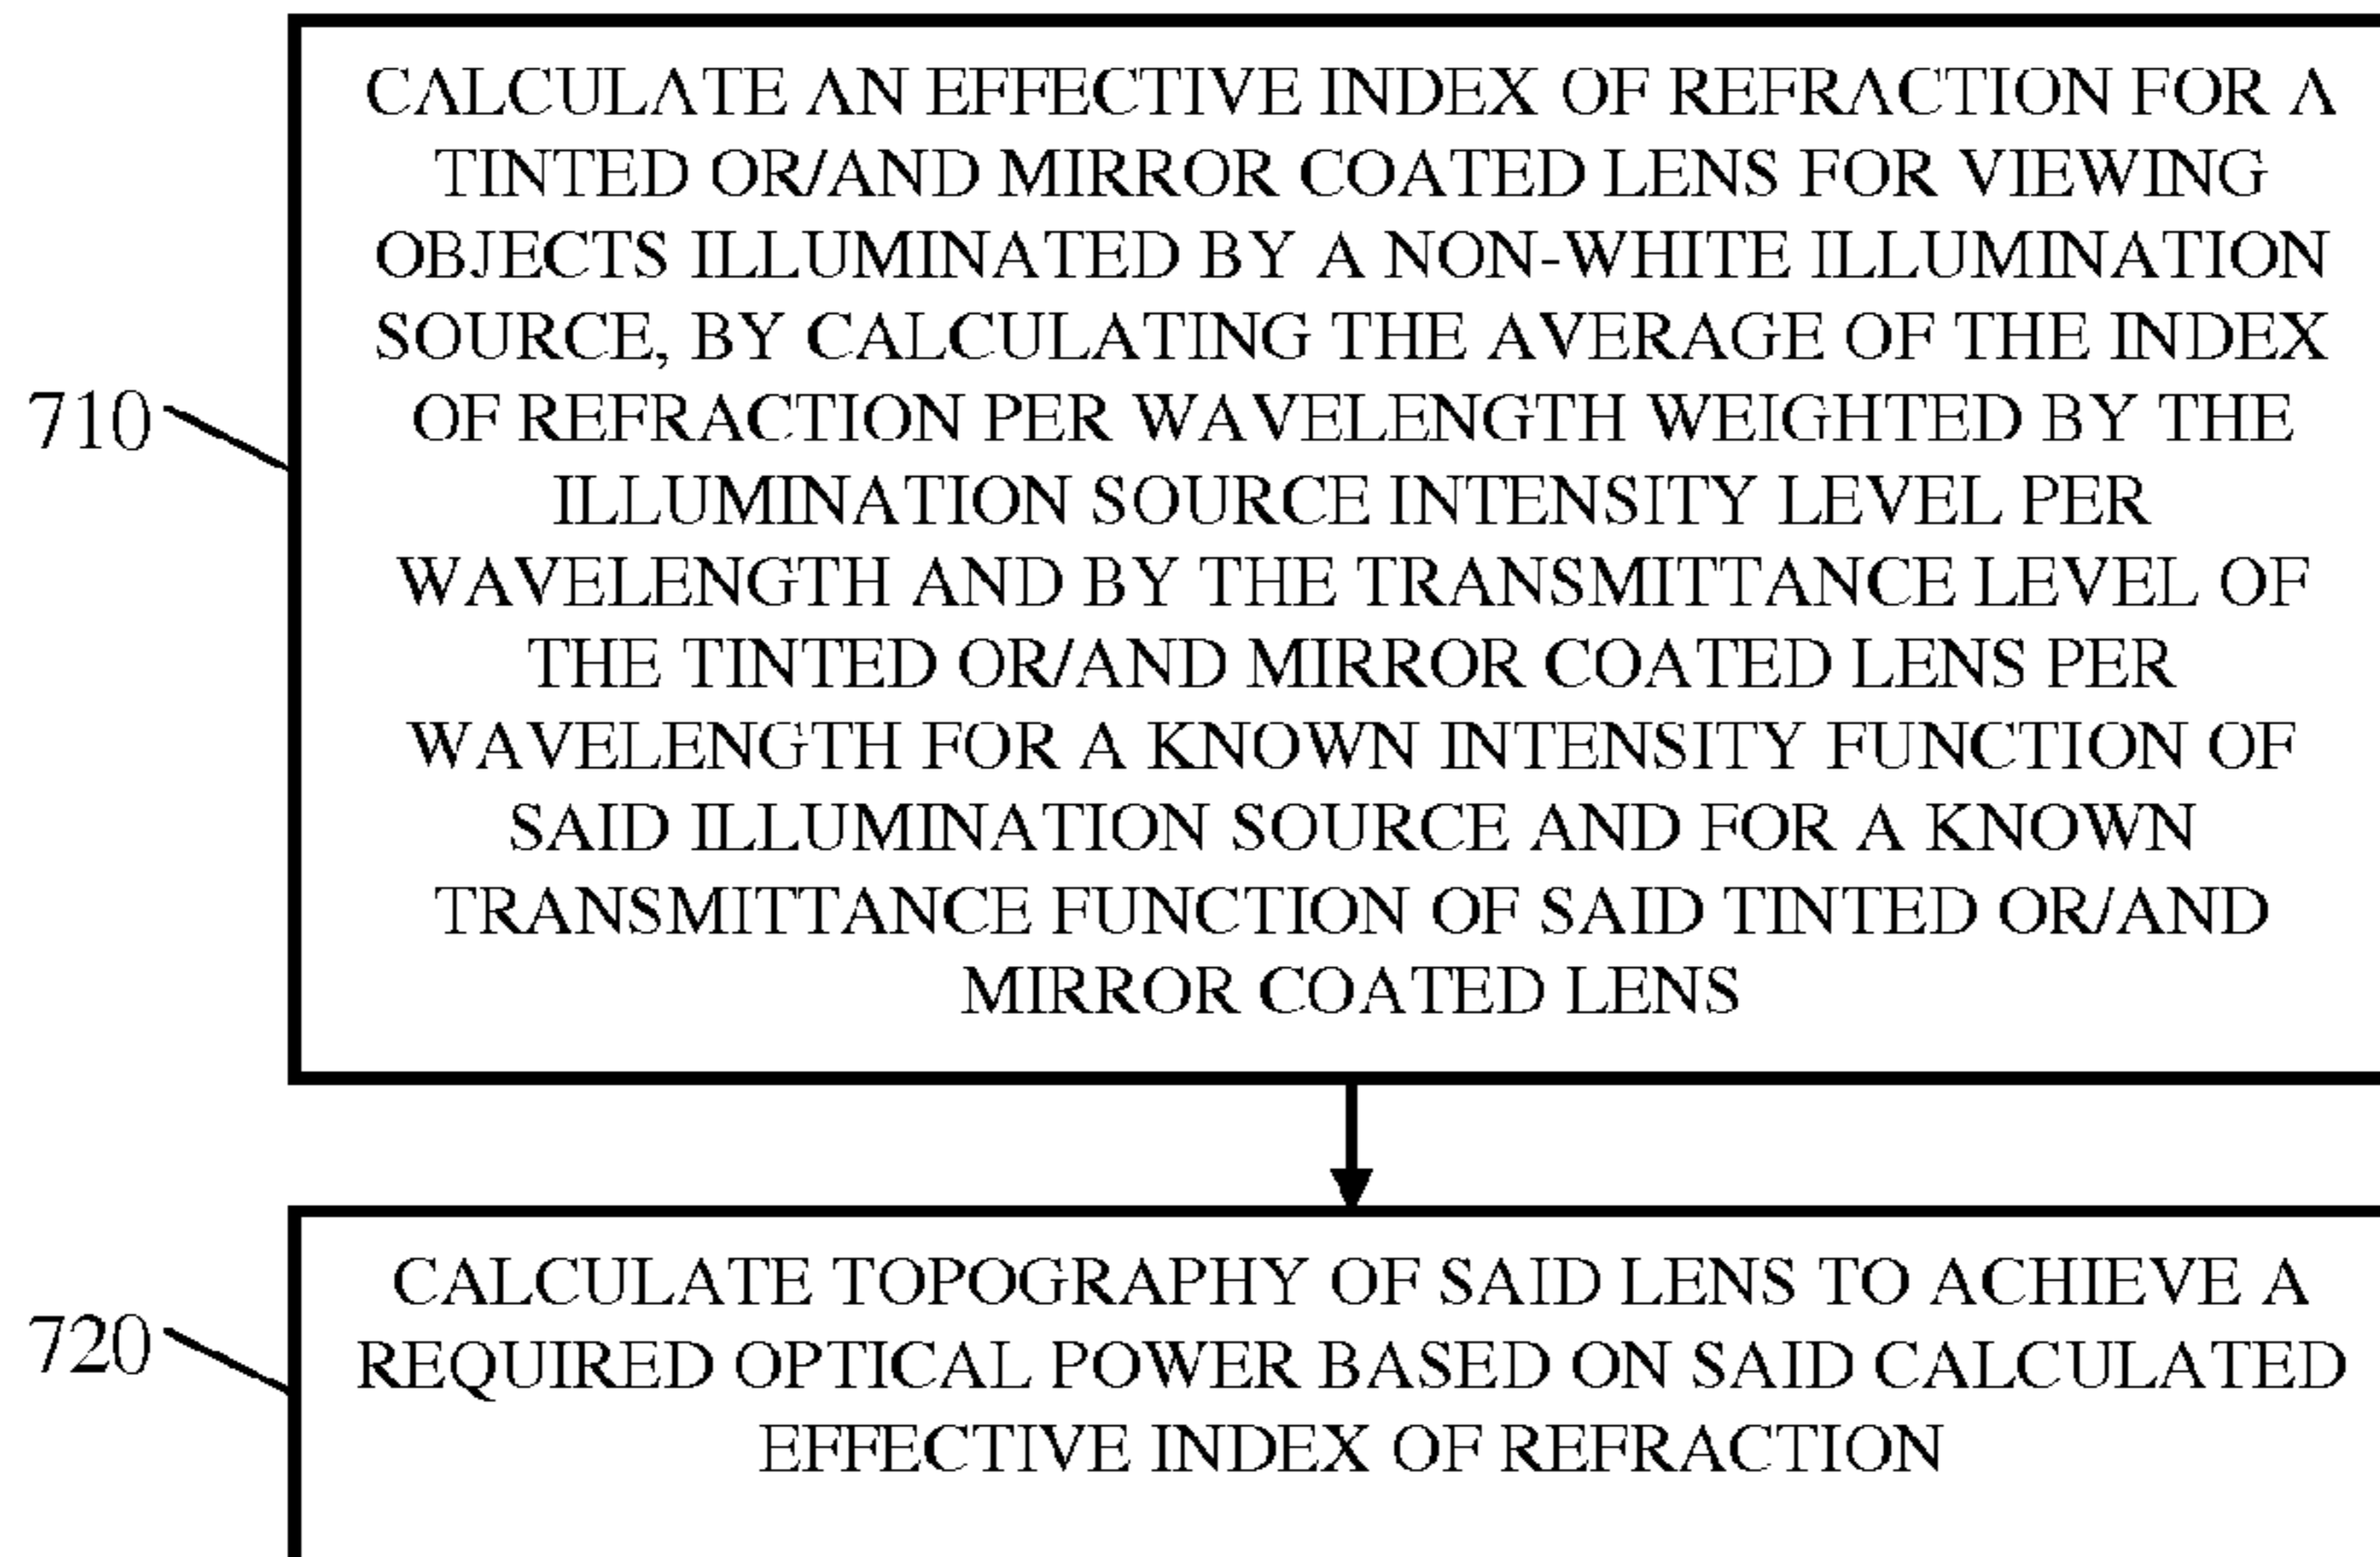 CALCULATE AN EFFECTIVE INDEX OF REFRACTION FOR A
TINTED OR/AND MIRROR COATED LENS FOR VIEWING
OBJECTS ILLUMINATED BY A NON-WHITE ILLUMINATION
SOURCE, BY CALCULATING THE AVERAGE OF THE INDEX
710
OF REFRACTION PER WAVELENGTH WEIGHTED BY THE
ILLUMINATION SOURCE INTENSITY LEVEL PER
WAVELENGTH AND BY THE TRANSMITTANCE LEVEL OF
THE TINTED OR/AND MIRROR COATED LENS PER
WAVELENGTH FOR A KNOWN INTENSITY FUNCTION OF
SAID ILLUMINATION SOURCE AND FOR A KNOWN
TRANSMITTANCE FUNCTION OF SAID TINTED OR/AND
MIRROR COATED LENS
CALCULATE TOPOGRAPHY OF SAID LENS TO ACHIEVE A
720
REQUIRED OPTICAL POWER BASED ON SAID CALCULATED
EFFECTIVE INDEX OF REFRACTION